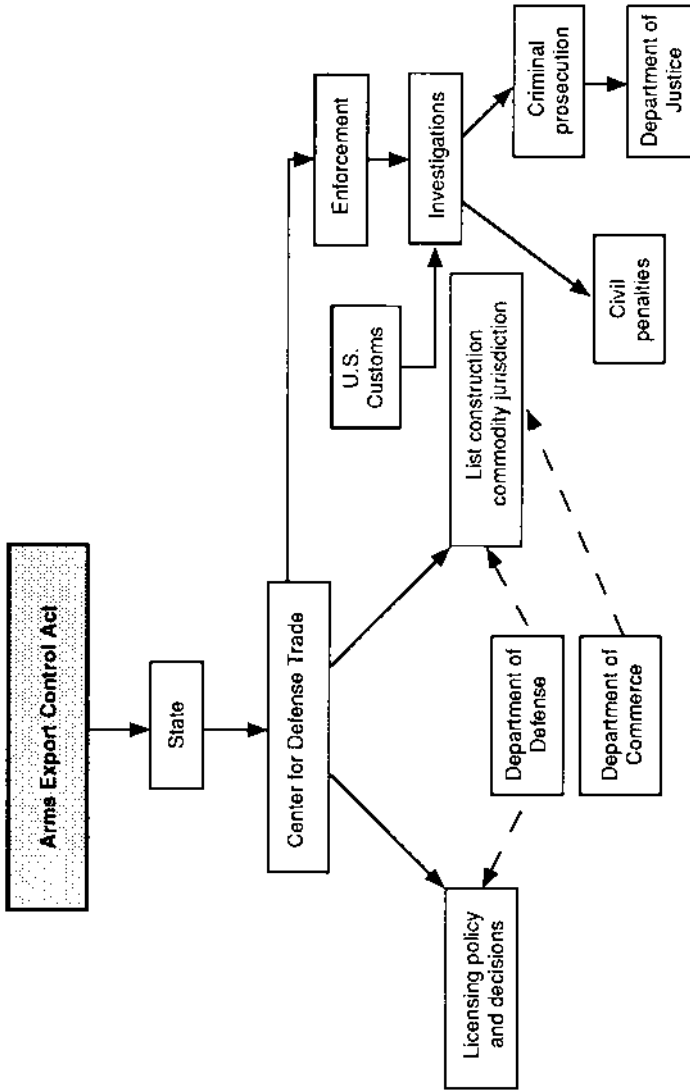 Arms Export Control Act
State
Center for Defense Trade
Enforcement
U.S.
Customs
Investigations
Licensing policy
and decisions
List construction
commodity jurisdiction
Department of
Defense
Department of
Commerce
Civil
penalties
Criminal
prosecution
Department of
Justice